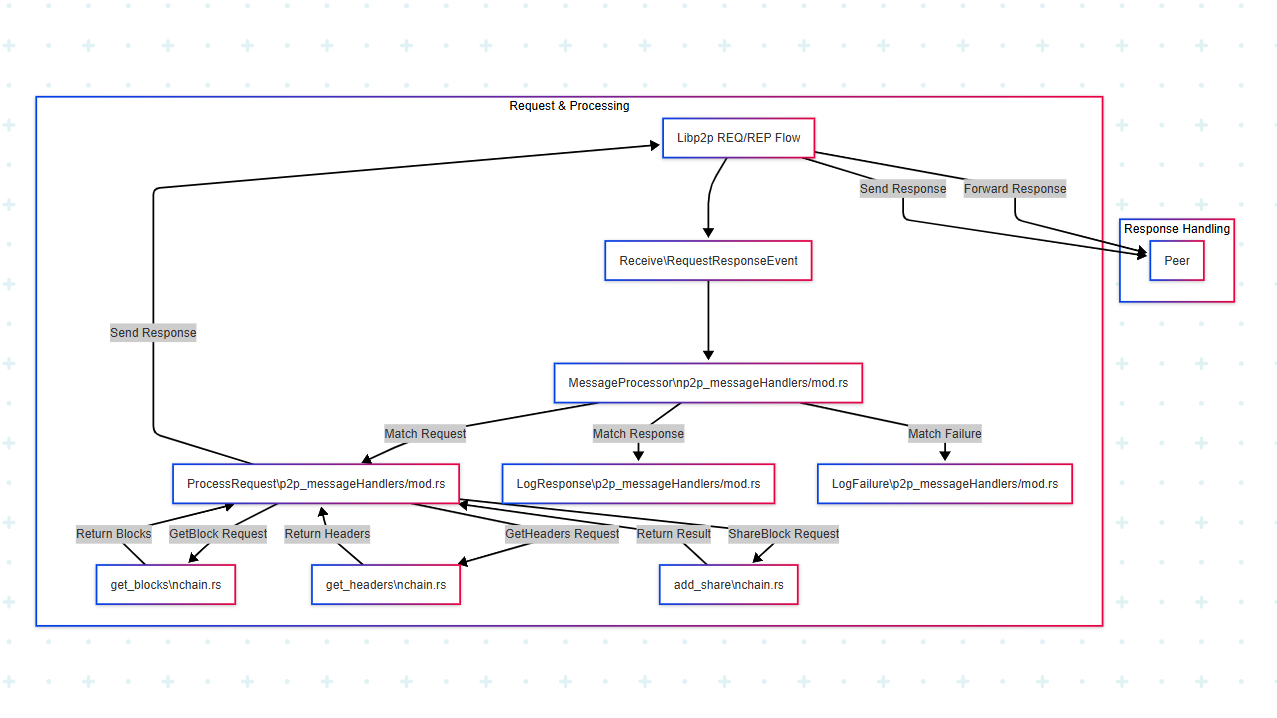 Request & Processing
Libp2p REQ/REP Flow
Send Response
Forward Response
Response Handling
Receive\RequestResponseEvent
Peer
Send Response
MessageProcessor\np2p_messageHandlers/mod.rs
Match Request
Match Response
Match Failure
ProcessRequest\p2p_messageHandlers/mod.rs
LogResponse\p2p_messageHandlers/mod.rs
LogFailure\p2p_messageHandlers/mod.rs
Return Blocks
GetBlock Request
Return Headers
GetHeaders Request
Return Result
ShareBlock Request
get_blocks\nchain.rs
get_headers\nchain.rs
add_share\nchain.rs